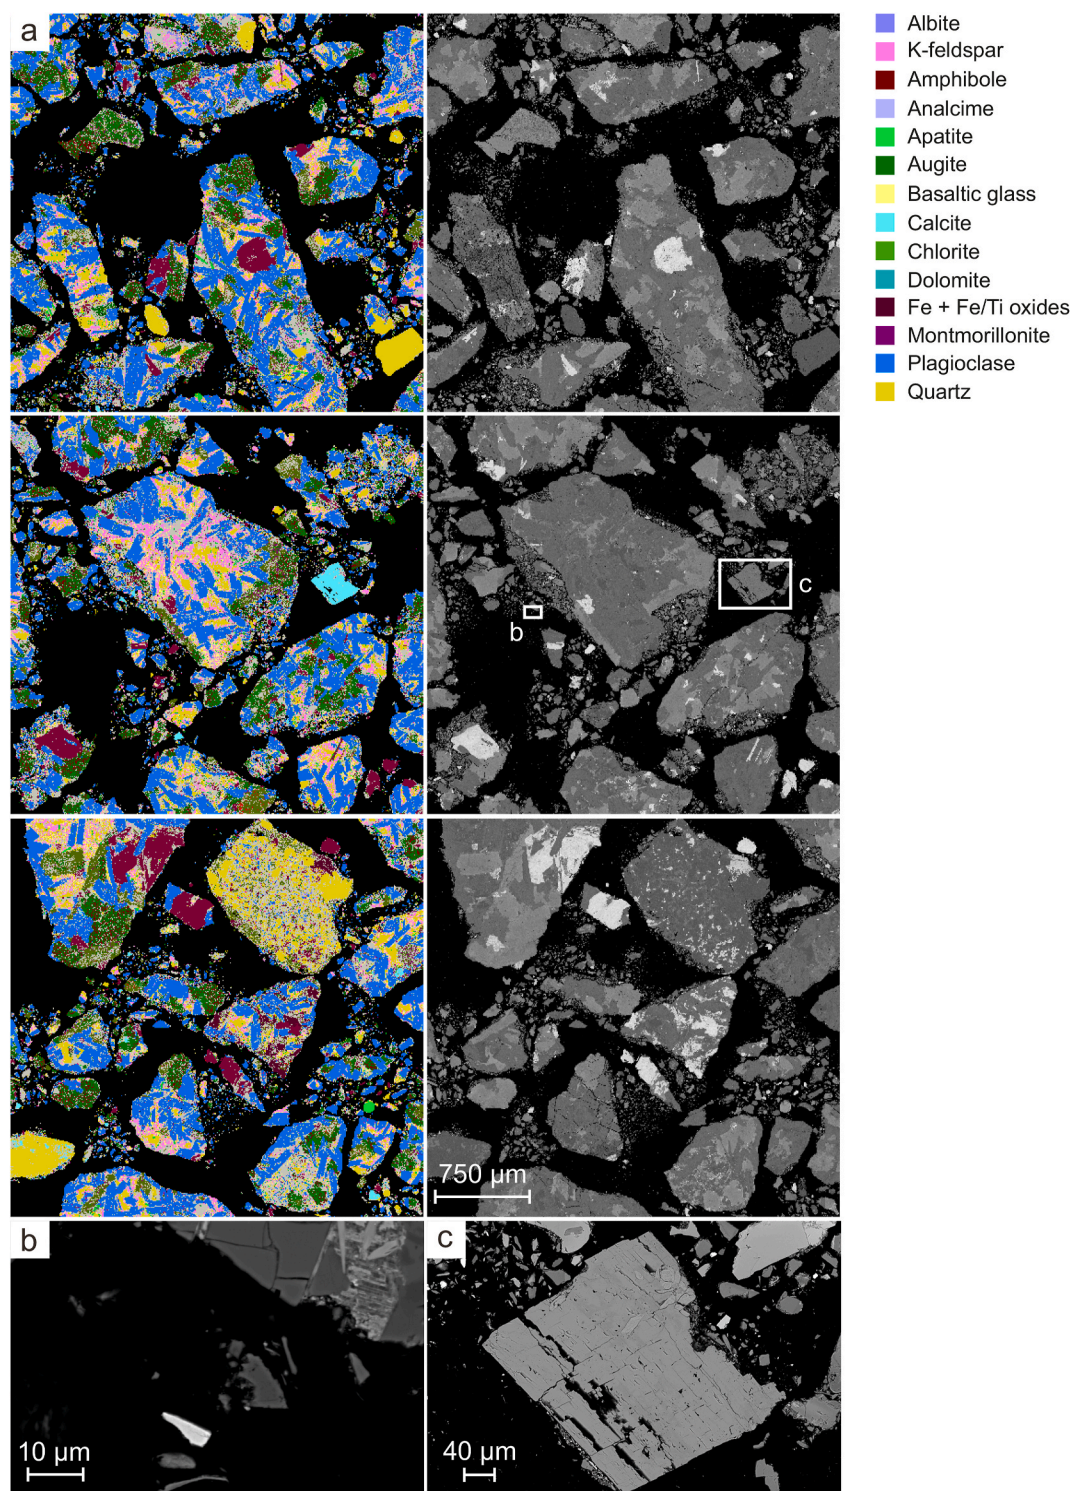 a
Albite
K-feldspar
Amphibole
Analcime
Apatite
Augite
Basaltic glass
Calcite
Chlorite
Dolomite
Fe + Fe/Ti oxides
Montmorillonite
Plagioclase
Quartz
c
b
750 µm
b
c
10 µm
40 µm